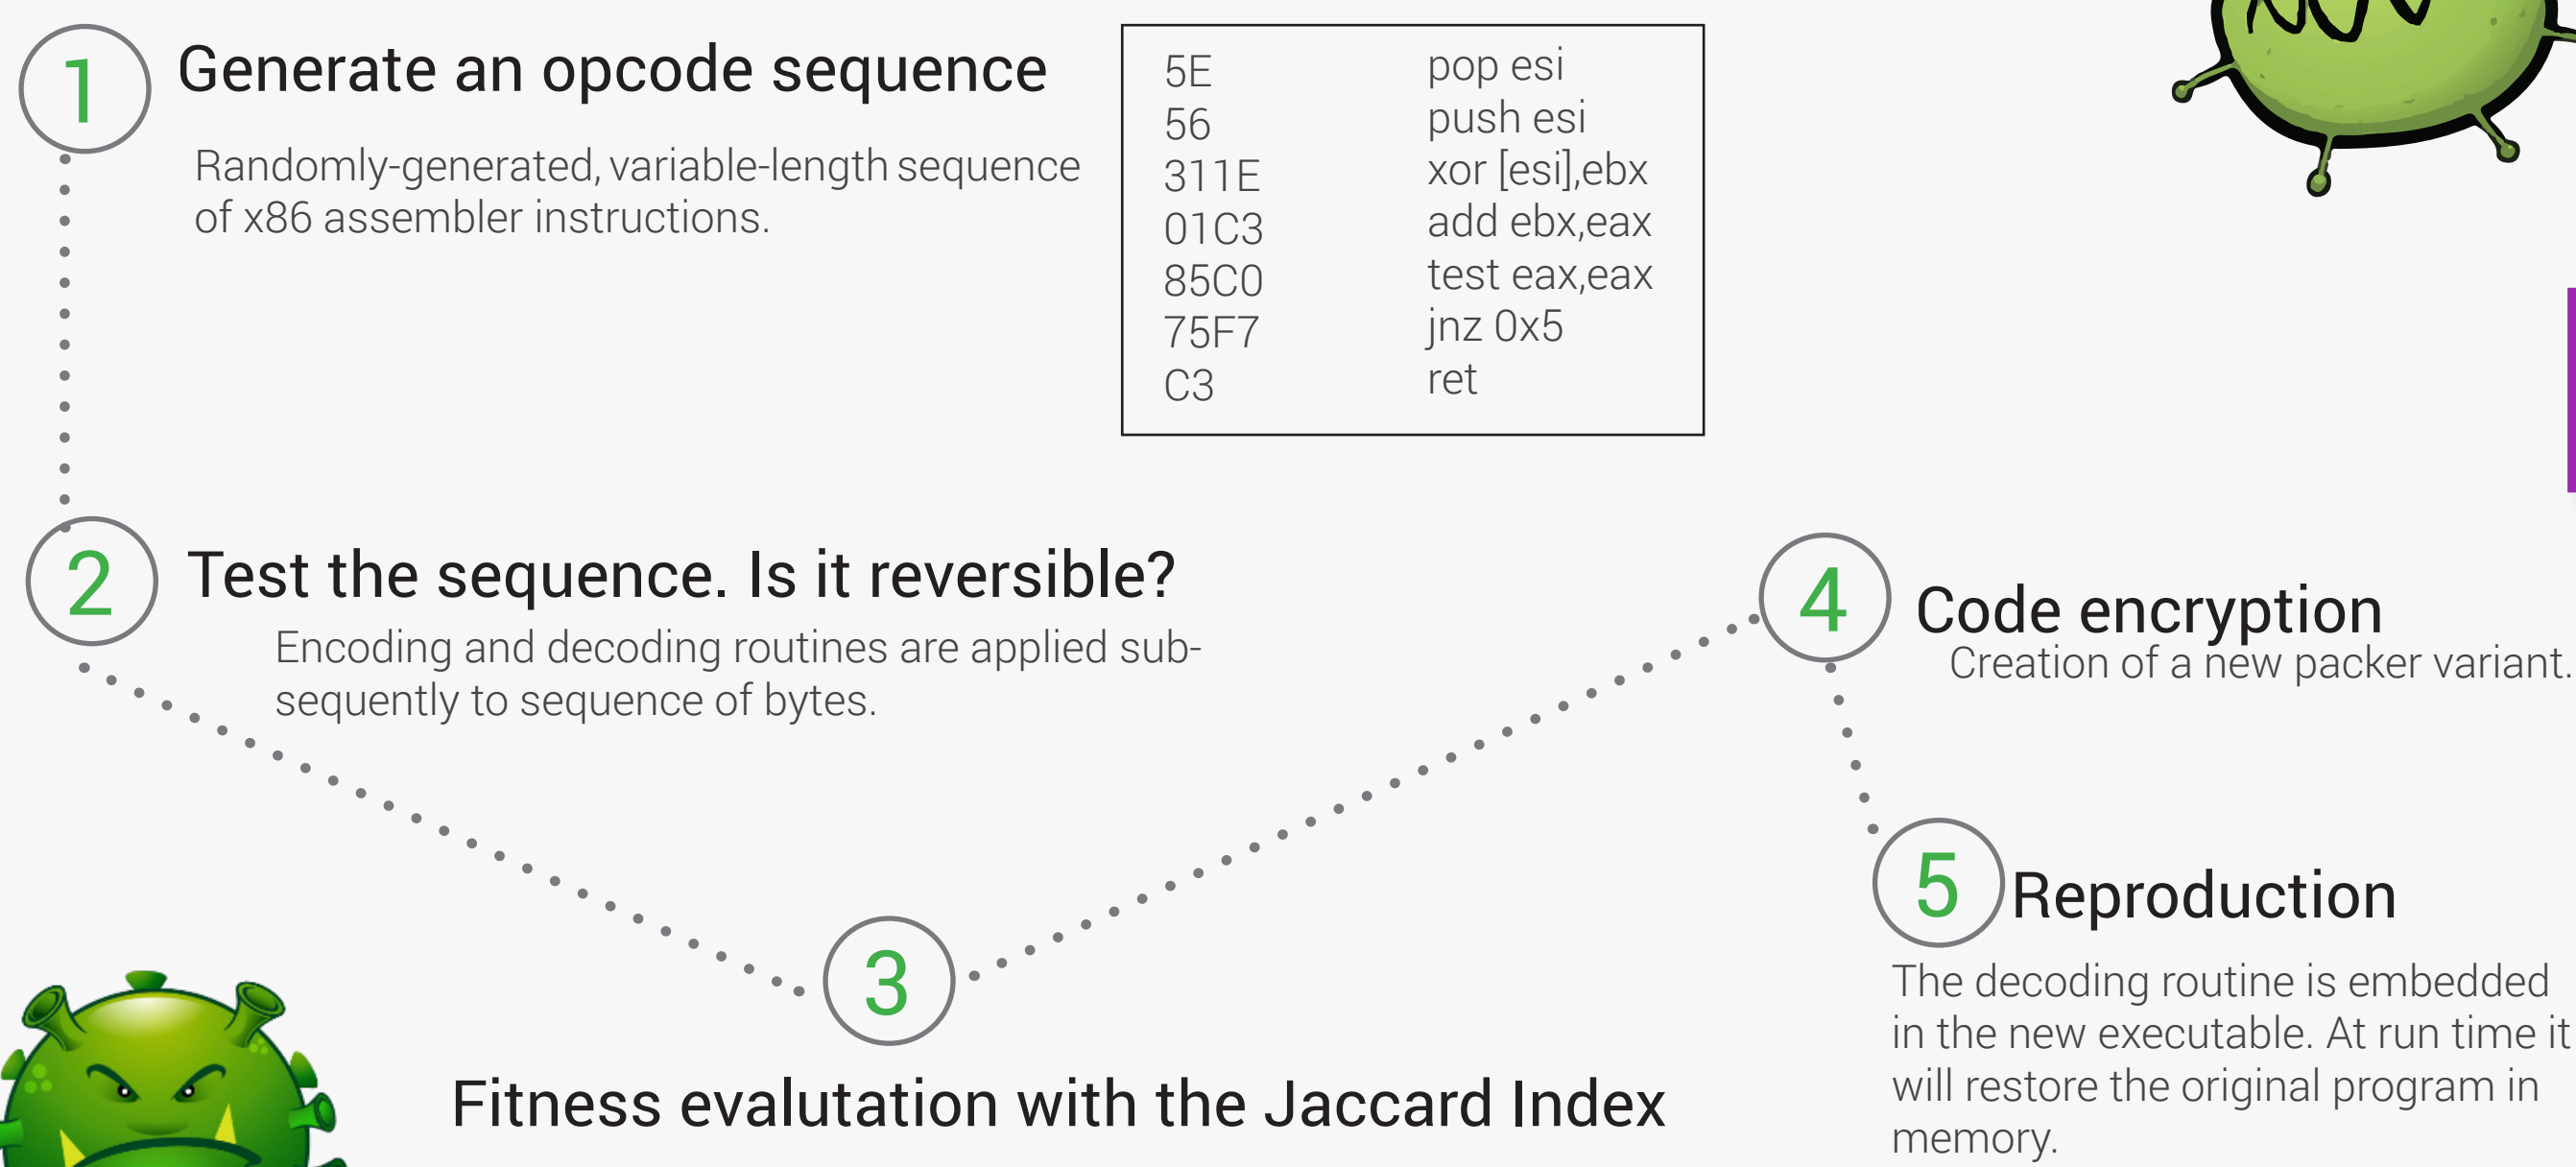 1
Generate an opcode sequence
Randomly-generated, variable-length sequence
of x86 assembler instructions.
5E pop esi
56 push esi
311E xor [esi],ebx
01C3 add ebx,eax
85C0 test eax,eax
75F7 jnz 0x5
C3 ret
2
Test the sequence. Is it reversible?
Encoding and decoding routines are applied sub-
sequently to sequence of bytes.
3
Fitness evalutation with the Jaccard Index
4
Code encryption
Creation of a new packer variant.
5
Reproduction
The decoding routine is embedded
in the new executable. At run time it
will restore the original program in
memory.